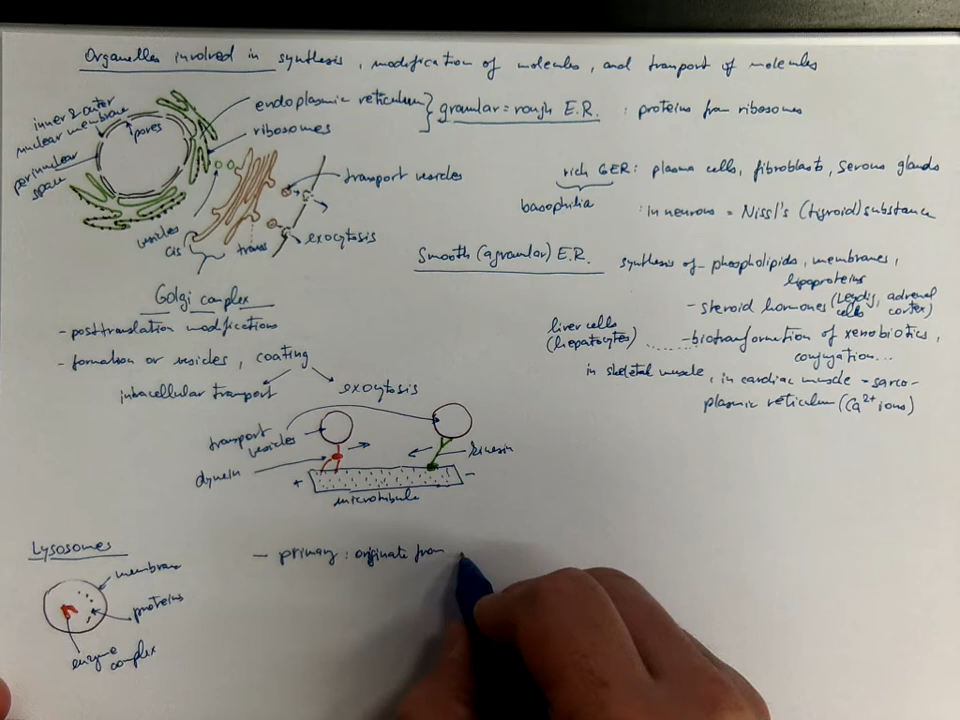 Organelles involved in synthesis, modification of molecules, and transport of molecules
inner & outer
nuclear membrane
pores
perinuclear
space
endoplasmic reticulum
ribosomes
granular = rough E.R. : proteins from ribosomes
transport vesicles
exocytosis
vesicles
cis
trans
rich GER: plasma cells, fibroblasts, serous glands
basophilia
: in neurons = Nissl's (tigroid) substance
Smooth (agranular) E.R. synthesis of phospholipids, membranes,
lipoproteins
- steroid hormones (Leydig cells, adrenal cortex)
liver cells
(hepatocytes) ...... - biotransformation of xenobiotics,
conjugation...
in skeletal muscle, in cardiac muscle - sarco-
plasmic reticulum (Ca2+ ions)
Golgi complex
- posttranslation modifications
- formation or vesicles, coating
intracellular transport
exocytosis
transport
vesicles
dynein
kinesin
+
-
microtubule
Lysosomes
membrane
proteins
enzyme
complex
- primary: originate from